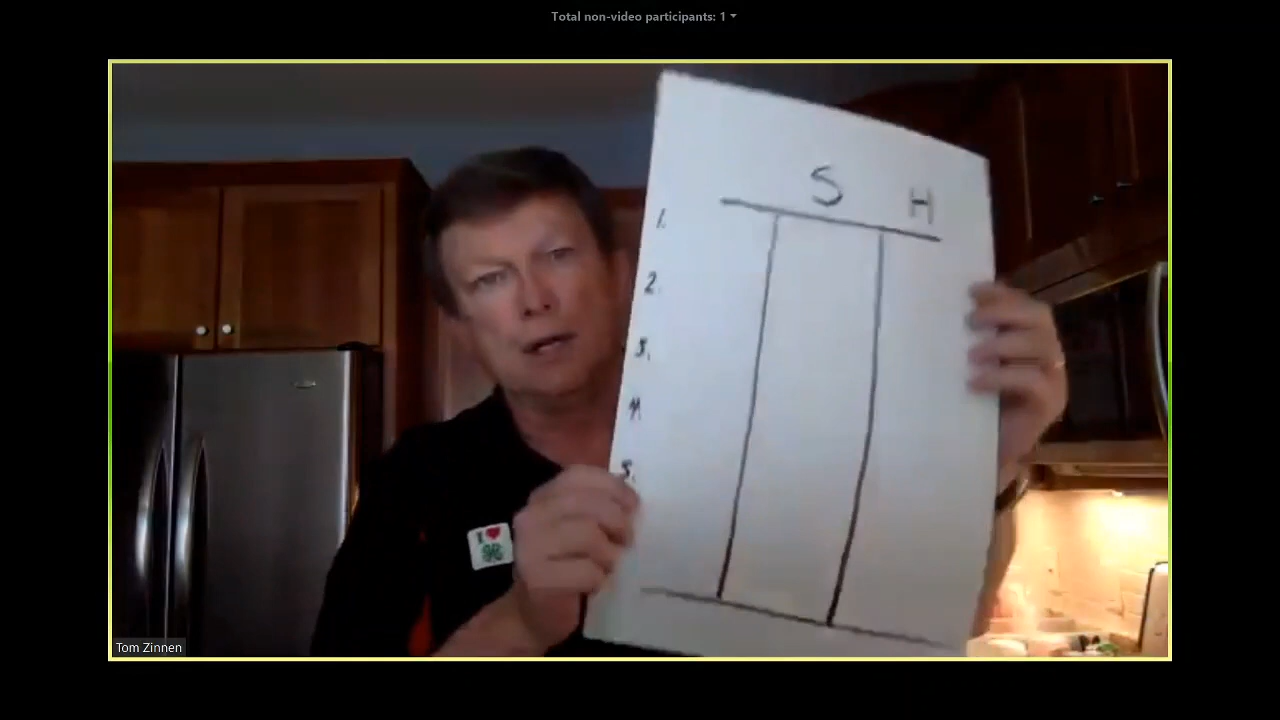 Total non-video participants: 1
S H
1.
2.
3.
4
5.
I
Tom Zinnen